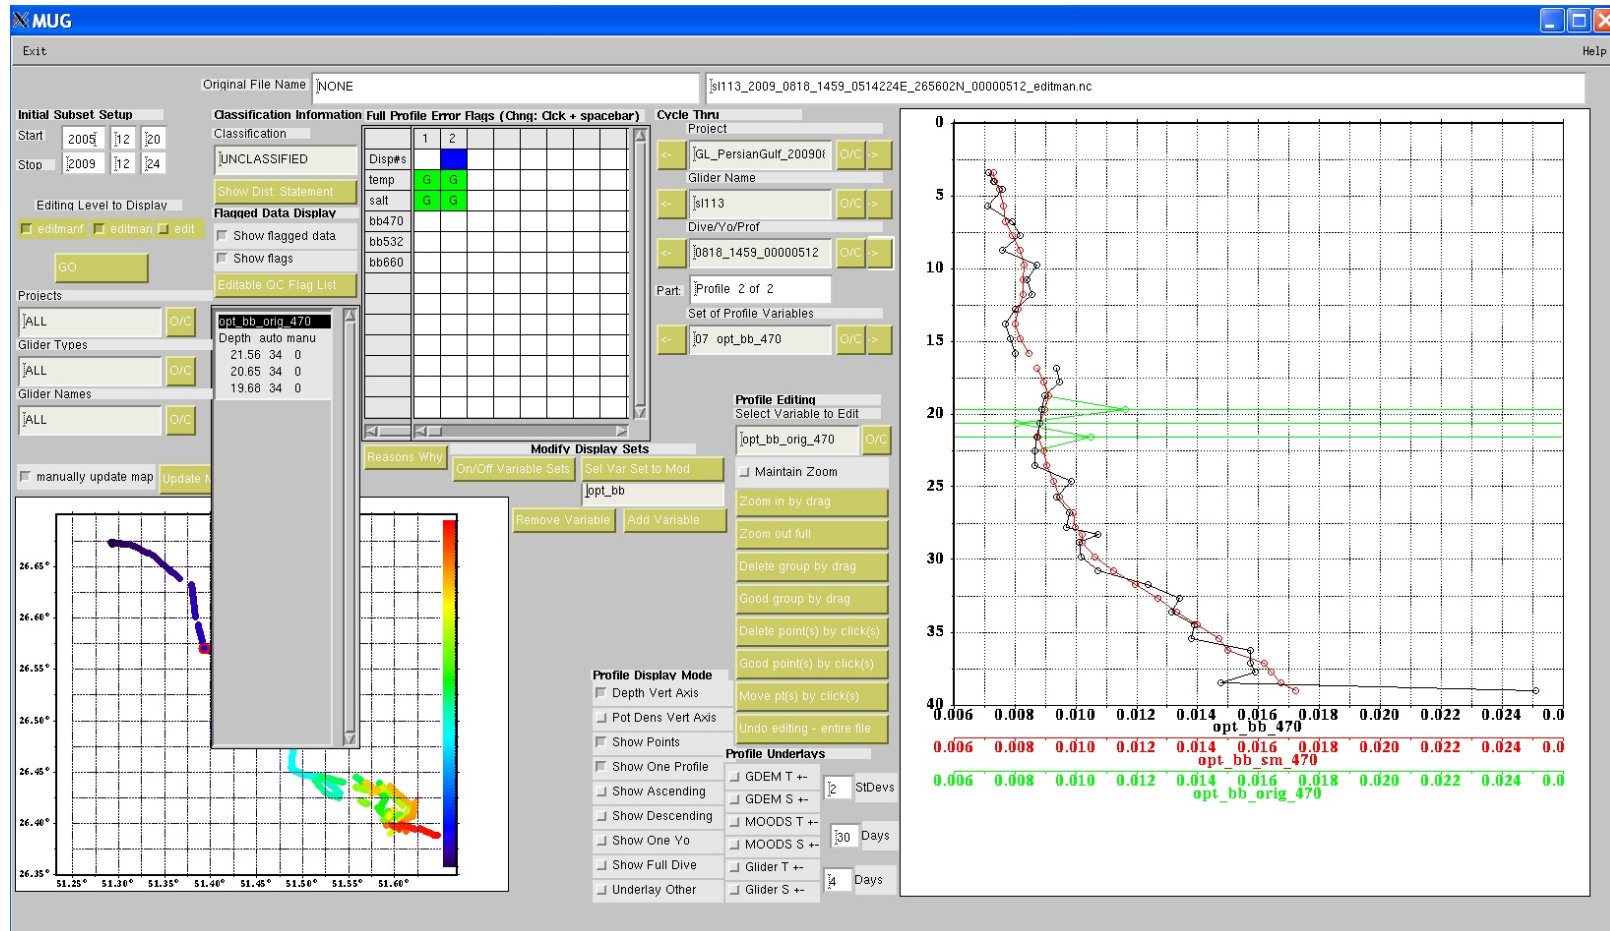 MUG
Exit Help
Original File Name NONE sl113_2009_0818_1459_0514224E_265602N_00000512_editman.nc
Initial Subset Setup
Start 2005 12 20
Stop 2009 12 24
Editing Level to Display
editmanf editman edit
GO
Projects
ALL O/C
Glider Types
ALL O/C
Glider Names
ALL O/C
manually update map
Classification Information
Classification
UNCLASSIFIED
Show Dist. Statement
Flagged Data Display
Show flagged data
Show flags
Editable QC Flag List
opt_bb_orig_470
Depth auto manu
21.56 34 0
20.65 34 0
19.68 34 0
Full Profile Error Flags (Chng: Clck + spacebar)
1 2
Disp#s
temp G G
salt G G
bb470
bb532
bb660
Reasons Why
Modify Display Sets
On/Off Variable Sets Sel Var Set to Mod
opt_bb
Remove Variable Add Variable
Cycle Thru
Project
<- GL_PersianGulf_20090 O/C ->
Glider Name
<- sl113 O/C ->
Dive/Yo/Prof
<- 0818_1459_00000512 O/C ->
Part: Profile 2 of 2
Set of Profile Variables
<- 07 opt_bb_470 O/C ->
Profile Editing
Select Variable to Edit
opt_bb_orig_470 O/C
Maintain Zoom
Zoom in by drag
Zoom out full
Delete group by drag
Good group by drag
Delete point(s) by click(s)
Good point(s) by click(s)
Move pt(s) by click(s)
Undo editing - entire file
Profile Display Mode
Depth Vert Axis
Pot Dens Vert Axis
Show Points
Show One Profile
Show Ascending
Show Descending
Show One Yo
Show Full Dive
Underlay Other
Profile Underlays
GDEM T +-
GDEM S +-
2 StDevs
MOODS T +-
MOODS S +-
30 Days
Glider T +-
Glider S +-
4 Days
26.65°
26.60°
26.55°
26.50°
26.45°
26.40°
26.35°
51.25° 51.30° 51.35° 51.40° 51.45° 51.50° 51.55° 51.60°
0
5
10
15
20
25
30
35
40
0.006 0.008 0.010 0.012 0.014 0.016 0.018 0.020 0.022 0.024 0.0
opt_bb_470
0.006 0.008 0.010 0.012 0.014 0.016 0.018 0.020 0.022 0.024 0.0
opt_bb_sm_470
0.006 0.008 0.010 0.012 0.014 0.016 0.018 0.020 0.022 0.024 0.0
opt_bb_orig_470